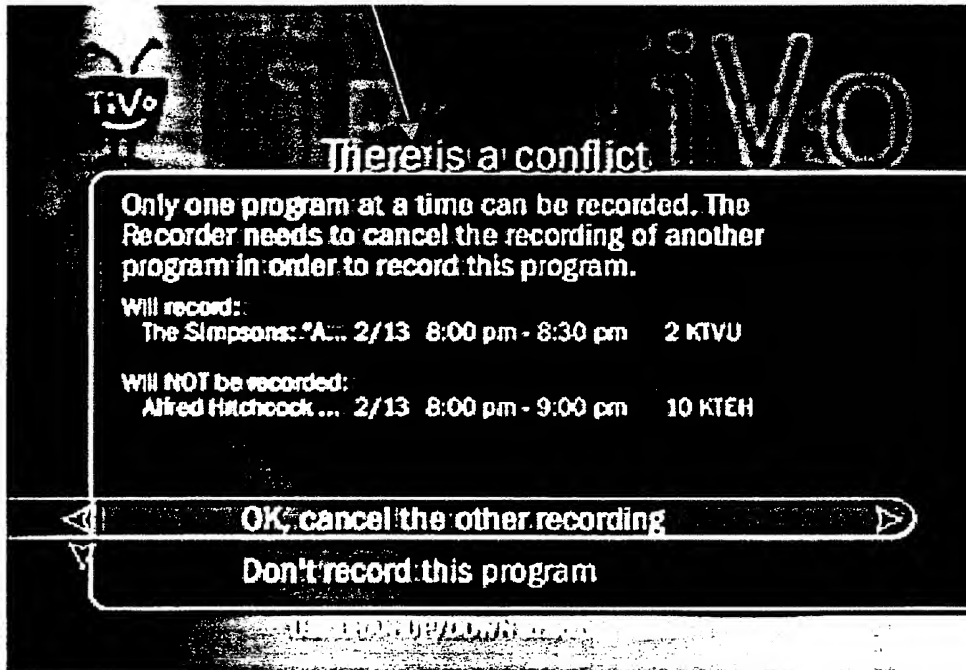 TiVo
iVo
There is a conflict
Only one program at a time can be recorded. The
Recorder needs to cancel the recording of another
program in order to record this program.
Will record:
The Simpsons: "A... 2/13 8:00 pm - 8:30 pm 2 KTVU
Will NOT be recorded:
Alfred Hitchcock ... 2/13 8:00 pm - 9:00 pm 10 KTEH
OK, cancel the other recording
Don't record this program